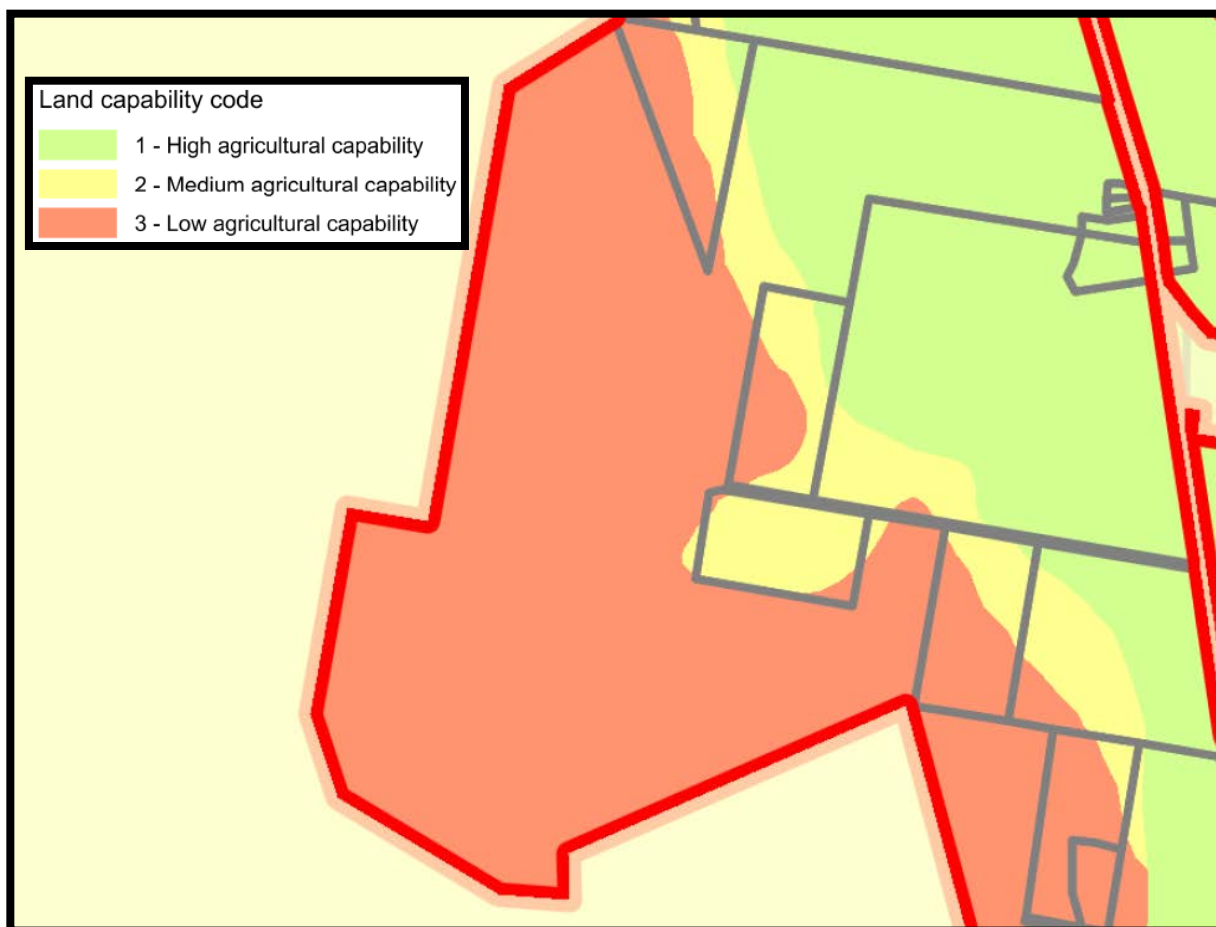 Land capability code
1 - High agricultural capability
2 - Medium agricultural capability
3 - Low agricultural capability